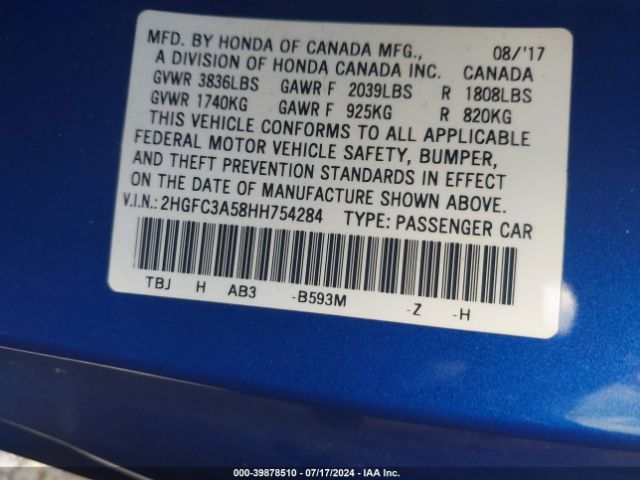 MFD. BY HONDA OF CANADA MFG., 08/'17
A DIVISION OF HONDA CANADA INC. CANADA
GVWR 3836LBS GAWR F 2039LBS R 1808LBS
GVWR 1740KG GAWR F 925KG R 820KG
THIS VEHICLE CONFORMS TO ALL APPLICABLE
FEDERAL MOTOR VEHICLE SAFETY, BUMPER,
AND THEFT PREVENTION STANDARDS IN EFFECT
ON THE DATE OF MANUFACTURE SHOWN ABOVE.
V.I.N.: 2HGFC3A58HH754284 TYPE: PASSENGER CAR
TBJ H AB3 -B593M -Z -H
000-39878510 - 07/17/2024 - IAA Inc.